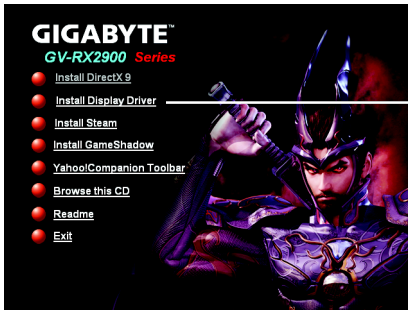 GIGABYTE™
GV-RX2900 Series
Install DirectX 9
Install Display Driver
Install Steam
Install GameShadow
Yahoo!Companion Toolbar
Browse this CD
Readme
Exit